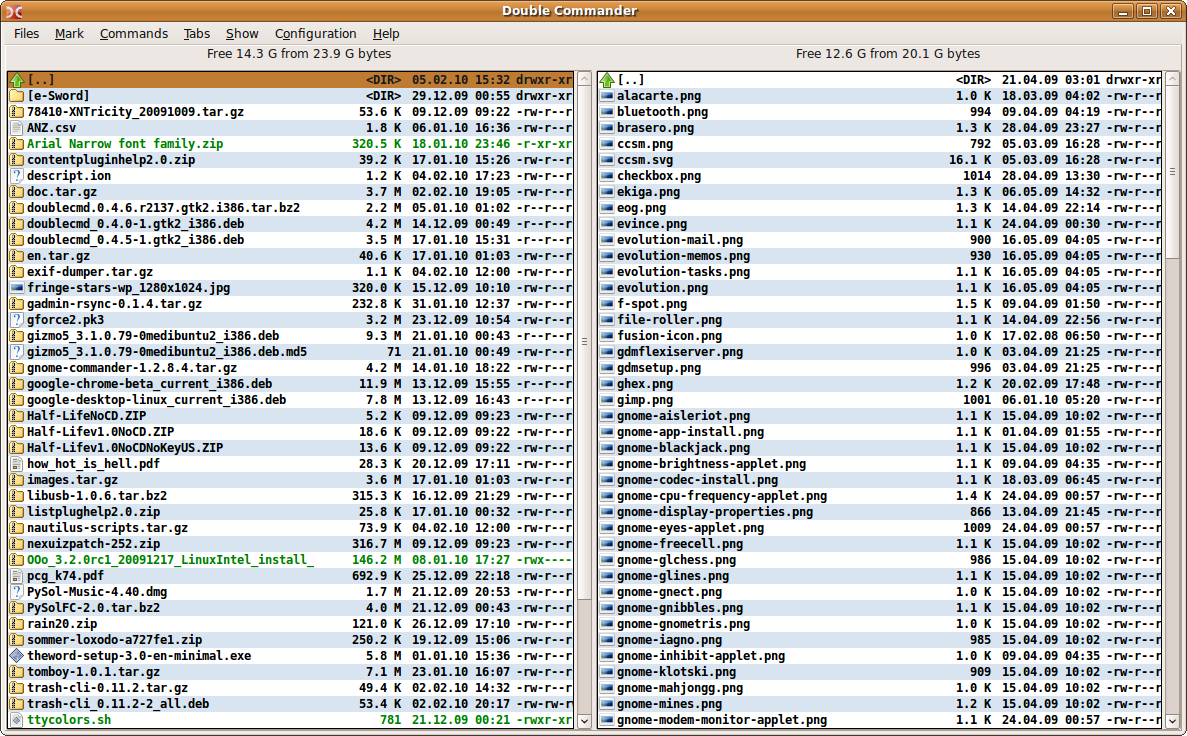 Double Commander
Files Mark Commands Tabs Show Configuration Help
Free 14.3 G from 23.9 G bytes
[..] <DIR> 05.02.10 15:32 drwxr-xr
[e-Sword] <DIR> 29.12.09 00:55 drwxr-xr
78410-XNTricity_20091009.tar.gz 53.6 K 09.12.09 09:22 -rw-r--r
ANZ.csv 1.8 K 06.01.10 16:36 -rw-r--r
Arial Narrow font family.zip 320.5 K 18.01.10 23:46 -r-xr-xr
contentpluginhelp2.0.zip 39.2 K 17.01.10 15:26 -rw-r--r
descript.ion 1.2 K 04.02.10 17:23 -rw-r--r
doc.tar.gz 3.7 M 02.02.10 19:05 -rw-r--r
doublecmd.0.4.6.r2137.gtk2.i386.tar.bz2 2.2 M 05.01.10 01:02 -r--r--r
doublecmd_0.4.0-1.gtk2_i386.deb 4.2 M 14.12.09 00:49 -r--r--r
doublecmd_0.4.5-1.gtk2_i386.deb 3.5 M 17.01.10 15:31 -r--r--r
en.tar.gz 40.6 K 17.01.10 01:03 -rw-r--r
exif-dumper.tar.gz 1.1 K 04.02.10 12:00 -rw-r--r
fringe-stars-wp_1280x1024.jpg 320.0 K 15.12.09 10:10 -rw-r--r
gadmin-rsync-0.1.4.tar.gz 232.8 K 31.01.10 12:37 -rw-r--r
gforce2.pk3 3.2 M 23.12.09 10:54 -rw-r--r
gizmo5_3.1.0.79-0medibuntu2_i386.deb 9.3 M 21.01.10 00:43 -r--r--r
gizmo5_3.1.0.79-0medibuntu2_i386.deb.md5 71 21.01.10 00:49 -rw-r--r
gnome-commander-1.2.8.4.tar.gz 4.2 M 14.01.10 18:22 -rw-r--r
google-chrome-beta_current_i386.deb 11.9 M 13.12.09 15:55 -r--r--r
google-desktop-linux_current_i386.deb 7.8 M 13.12.09 16:43 -r--r--r
Half-LifeNoCD.ZIP 5.2 K 09.12.09 09:23 -rw-r--r
Half-Lifev1.0NoCD.ZIP 18.6 K 09.12.09 09:22 -rw-r--r
Half-Lifev1.0NoCDNoKeyUS.ZIP 13.6 K 09.12.09 09:22 -rw-r--r
how_hot_is_hell.pdf 28.3 K 20.12.09 17:11 -rw-r--r
images.tar.gz 3.6 M 17.01.10 01:03 -rw-r--r
libusb-1.0.6.tar.bz2 315.3 K 16.12.09 21:29 -rw-r--r
listplughelp2.0.zip 25.8 K 17.01.10 00:32 -rw-r--r
nautilus-scripts.tar.gz 73.9 K 04.02.10 12:00 -rw-r--r
nexuizpatch-252.zip 316.7 M 09.12.09 09:23 -rw-r--r
OOo_3.2.0rc1_20091217_LinuxIntel_install_ 146.2 M 08.01.10 17:27 -rwx----
pcg_k74.pdf 692.9 K 25.12.09 22:18 -rw-r--r
PySol-Music-4.40.dmg 1.7 M 21.12.09 20:53 -rw-r--r
PySolFC-2.0.tar.bz2 4.0 M 21.12.09 00:43 -rw-r--r
rain20.zip 121.0 K 26.12.09 17:10 -rw-r--r
sommer-loxodo-a727fe1.zip 250.2 K 19.12.09 15:06 -rw-r--r
theword-setup-3.0-en-minimal.exe 5.8 M 01.01.10 15:36 -rw-r--r
tomboy-1.0.1.tar.gz 7.1 M 23.01.10 16:07 -rw-r--r
trash-cli-0.11.2.tar.gz 49.4 K 02.02.10 14:32 -rw-r--r
trash-cli_0.11.2-2_all.deb 53.4 K 02.02.10 20:17 -rw-rw-r
ttycolors.sh 781 21.12.09 00:21 -rwxr-xr
Free 12.6 G from 20.1 G bytes
[..] <DIR> 21.04.09 03:01 drwxr-xr
alacarte.png 1.0 K 18.03.09 04:02 -rw-r--r
bluetooth.png 994 09.04.09 04:19 -rw-r--r
brasero.png 1.3 K 28.04.09 23:27 -rw-r--r
ccsm.png 792 05.03.09 16:28 -rw-r--r
ccsm.svg 16.1 K 05.03.09 16:28 -rw-r--r
checkbox.png 1014 28.04.09 13:30 -rw-r--r
ekiga.png 1.3 K 06.05.09 14:32 -rw-r--r
eog.png 1.3 K 14.04.09 22:14 -rw-r--r
evince.png 1.1 K 24.04.09 00:30 -rw-r--r
evolution-mail.png 900 16.05.09 04:05 -rw-r--r
evolution-memos.png 930 16.05.09 04:05 -rw-r--r
evolution-tasks.png 1.1 K 16.05.09 04:05 -rw-r--r
evolution.png 1.1 K 16.05.09 04:05 -rw-r--r
f-spot.png 1.5 K 09.04.09 01:50 -rw-r--r
file-roller.png 1.1 K 14.04.09 22:56 -rw-r--r
fusion-icon.png 1.0 K 17.02.08 06:50 -rw-r--r
gdmflexiserver.png 1.0 K 03.04.09 21:25 -rw-r--r
gdmsetup.png 996 03.04.09 21:25 -rw-r--r
ghex.png 1.2 K 20.02.09 17:48 -rw-r--r
gimp.png 1001 06.01.10 05:20 -rw-r--r
gnome-aisleriot.png 1.1 K 15.04.09 10:02 -rw-r--r
gnome-app-install.png 1.1 K 01.04.09 01:55 -rw-r--r
gnome-blackjack.png 1.1 K 15.04.09 10:02 -rw-r--r
gnome-brightness-applet.png 1.1 K 09.04.09 04:35 -rw-r--r
gnome-codec-install.png 1.1 K 18.03.09 06:45 -rw-r--r
gnome-cpu-frequency-applet.png 1.4 K 24.04.09 00:57 -rw-r--r
gnome-display-properties.png 866 13.04.09 21:45 -rw-r--r
gnome-eyes-applet.png 1009 24.04.09 00:57 -rw-r--r
gnome-freecell.png 1.1 K 15.04.09 10:02 -rw-r--r
gnome-glchess.png 986 15.04.09 10:02 -rw-r--r
gnome-glines.png 1.1 K 15.04.09 10:02 -rw-r--r
gnome-gnect.png 1.0 K 15.04.09 10:02 -rw-r--r
gnome-gnibbles.png 1.1 K 15.04.09 10:02 -rw-r--r
gnome-gnometris.png 1.0 K 15.04.09 10:02 -rw-r--r
gnome-iagno.png 985 15.04.09 10:02 -rw-r--r
gnome-inhibit-applet.png 1.0 K 09.04.09 04:35 -rw-r--r
gnome-klotski.png 909 15.04.09 10:02 -rw-r--r
gnome-mahjongg.png 1.0 K 15.04.09 10:02 -rw-r--r
gnome-mines.png 1.2 K 15.04.09 10:02 -rw-r--r
gnome-modem-monitor-applet.png 1.1 K 24.04.09 00:57 -rw-r--r